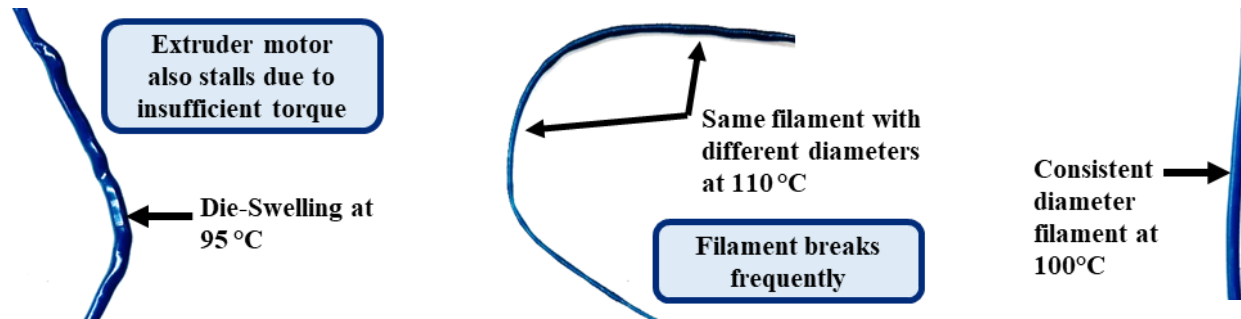 Extruder motor
also stalls due to
insufficient torque
Die-Swelling at
95 °C
Same filament with
different diameters
at 110 °C
Filament breaks
frequently
Consistent
diameter
filament at
100°C